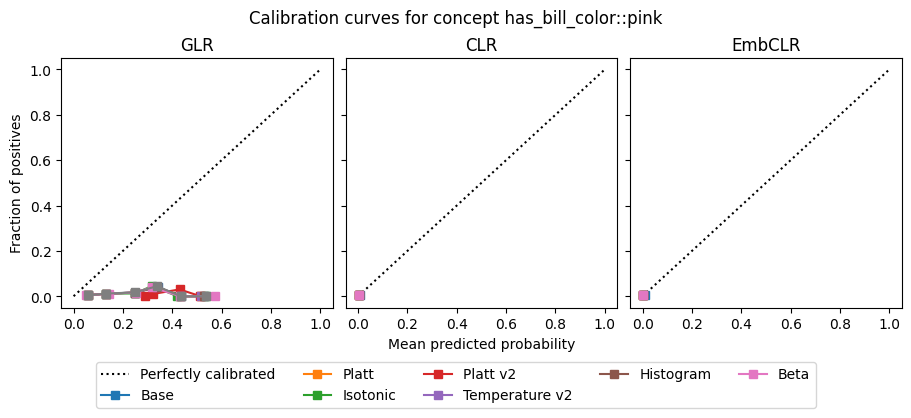 Calibration curves for concept has_bill_color::pink
GLR
CLR
EmbCLR
Fraction of positives
1.0
0.8
0.6
0.4
0.2
0.0
0.0 0.2 0.4 0.6 0.8 1.0
0.0 0.2 0.4 0.6 0.8 1.0
0.0 0.2 0.4 0.6 0.8 1.0
Mean predicted probability
Perfectly calibrated
Base
Platt
Isotonic
Platt v2
Temperature v2
Histogram
Beta